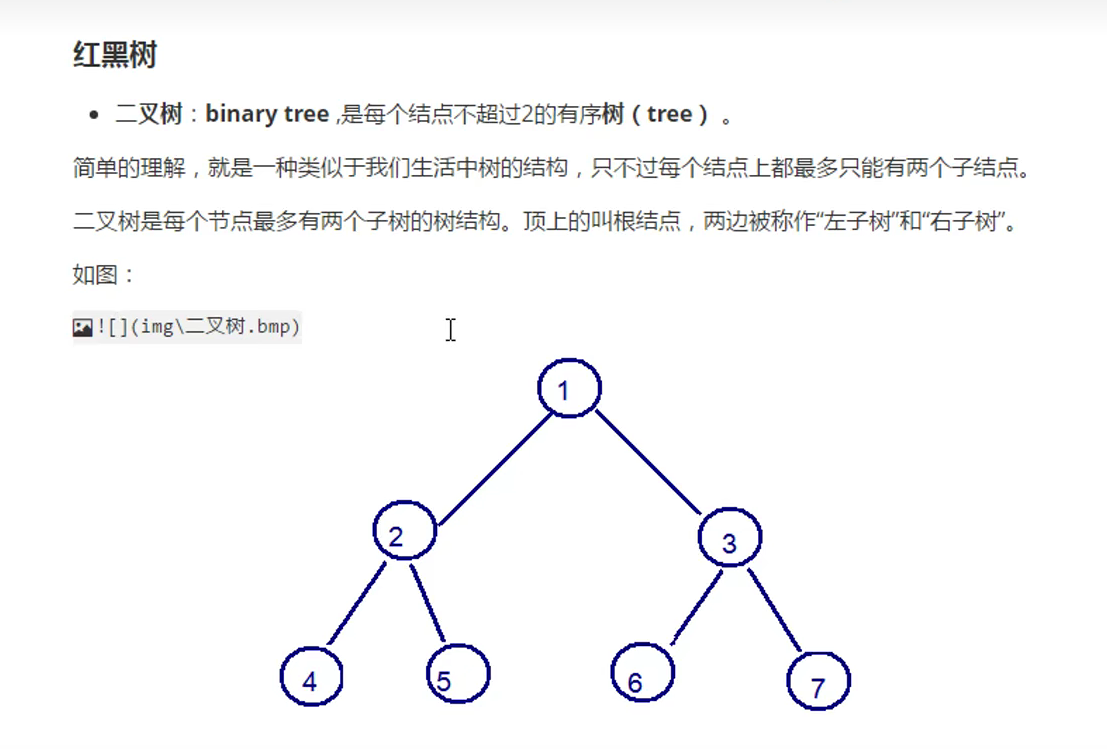 红黑树
• 二叉树：binary tree ,是每个结点不超过2的有序树（tree） 。
简单的理解，就是一种类似于我们生活中树的结构，只不过每个结点上都最多只能有两个子结点。
二叉树是每个节点最多有两个子树的树结构。顶上的叫根结点，两边被称作“左子树”和“右子树”。
如图：
![](img\二叉树.bmp)
1
2
3
4
5
6
7